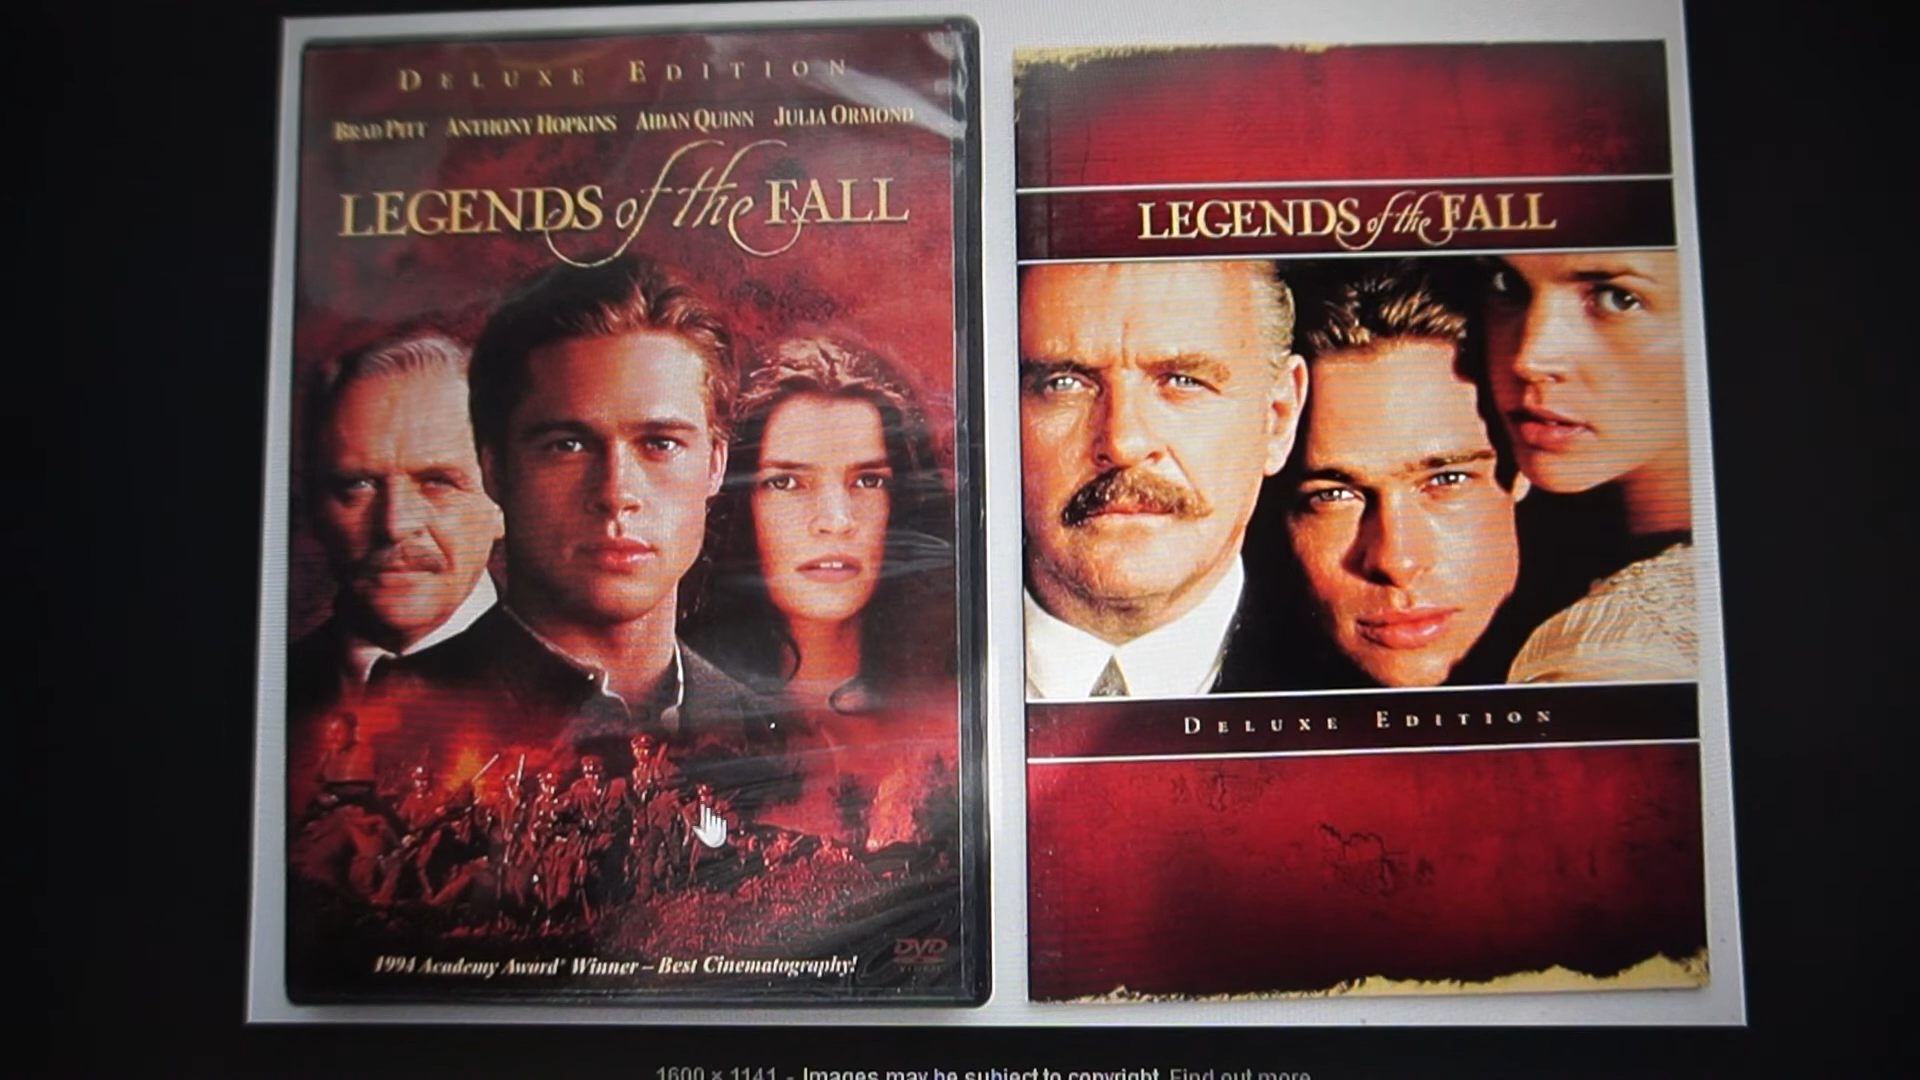 DELUXE EDITION
BRAD PITT ANTHONY HOPKINS AIDAN QUINN JULIA ORMOND
LEGENDS of the FALL
1994 Academy Award® Winner – Best Cinematography!
DVD
VIDEO
LEGENDS of the FALL
DELUXE EDITION
1600 × 1141 - Images may be subject to copyright. Find out more